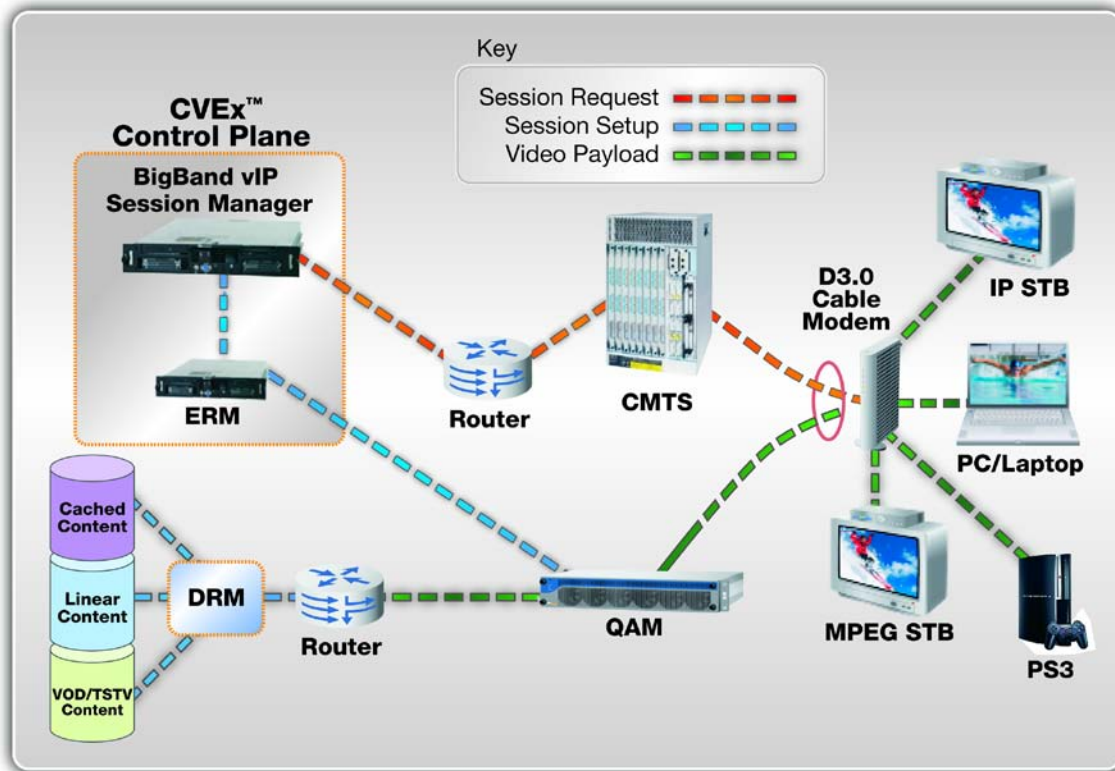 Key
Session Request
Session Setup
Video Payload
CVEx™
Control Plane
BigBand vIP
Session Manager
ERM
Router
CMTS
D3.0
Cable
Modem
IP STB
PC/Laptop
Cached
Content
Linear
Content
VOD/TSTV
Content
DRM
Router
QAM
MPEG STB
PS3